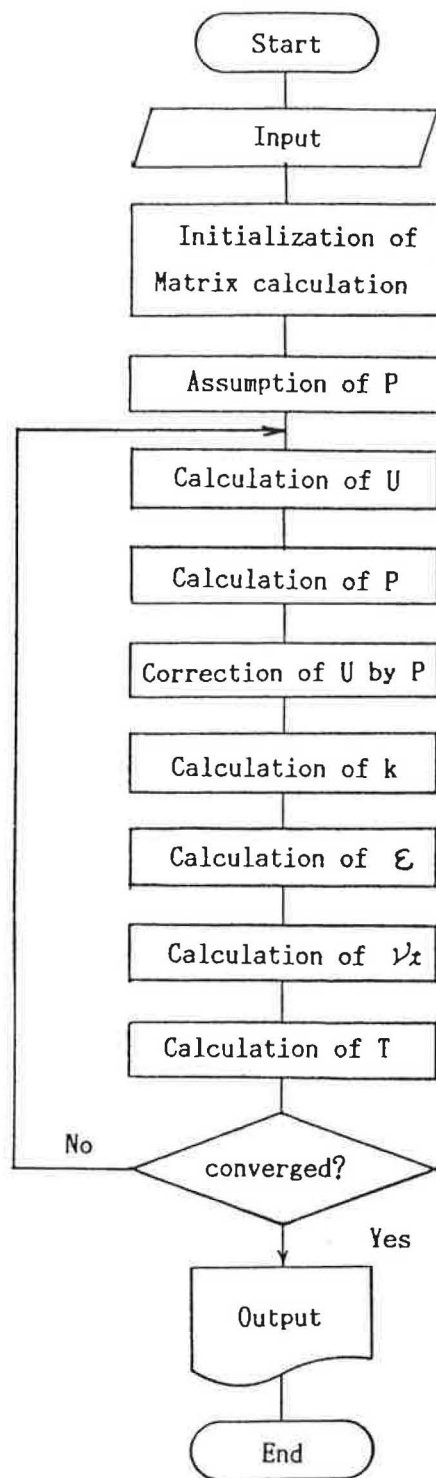 Start
Input
Initialization of
Matrix calculation
Assumption of P
Calculation of U
Calculation of P
Correction of U by P
Calculation of k
Calculation of ε
Calculation of νt
Calculation of T
No
converged?
Yes
Output
End